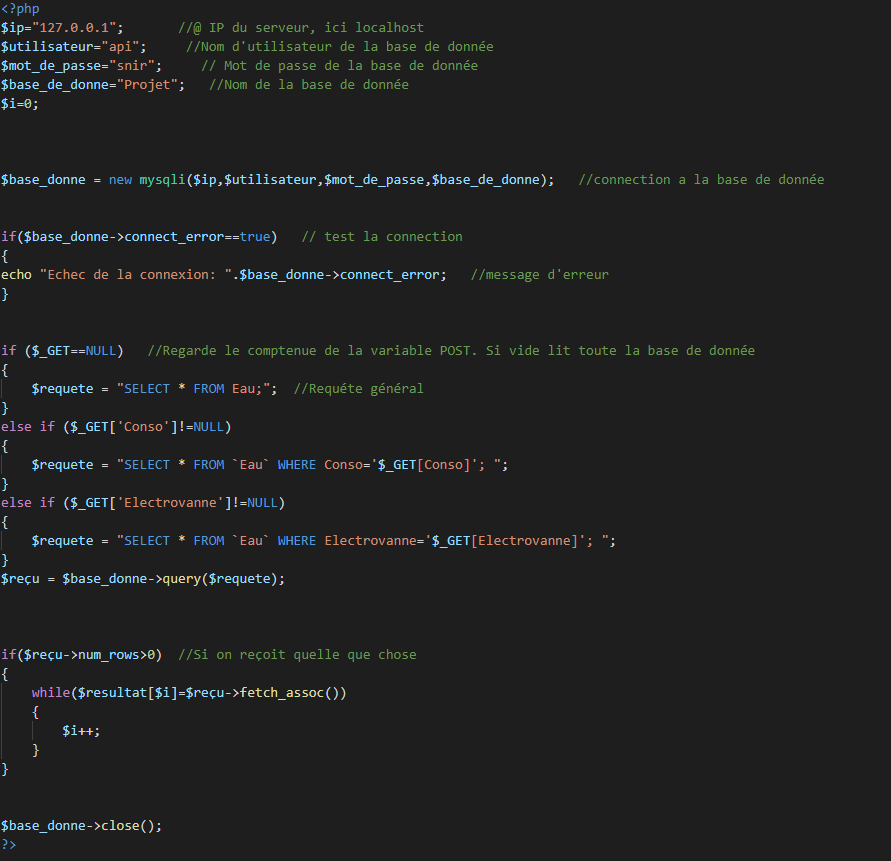 <?php
$ip="127.0.0.1";       //@ IP du serveur, ici localhost
$utilisateur="api";     //Nom d'utilisateur de la base de donnée
$mot_de_passe="snir";     // Mot de passe de la base de donnée
$base_de_donne="Projet";   //Nom de la base de donnée
$i=0;
$base_donne = new mysqli($ip,$utilisateur,$mot_de_passe,$base_de_donne);   //connection a la base de donnée
if($base_donne->connect_error==true)   // test la connection
{
echo "Echec de la connexion: ".$base_donne->connect_error;   //message d'erreur
}
if ($_GET==NULL)   //Regarde le comptenue de la variable POST. Si vide lit toute la base de donnée
{
    $requete = "SELECT * FROM Eau;";  //Requéte général
}
else if ($_GET['Conso']!=NULL)
{
    $requete = "SELECT * FROM `Eau` WHERE Conso='$_GET[Conso]'; ";
}
else if ($_GET['Electrovanne']!=NULL)
{
    $requete = "SELECT * FROM `Eau` WHERE Electrovanne='$_GET[Electrovanne]'; ";
}
$reçu = $base_donne->query($requete);
if($reçu->num_rows>0)  //Si on reçoit quelle que chose
{
    while($resultat[$i]=$reçu->fetch_assoc())
    {
        $i++;
    }
}
$base_donne->close();
?>